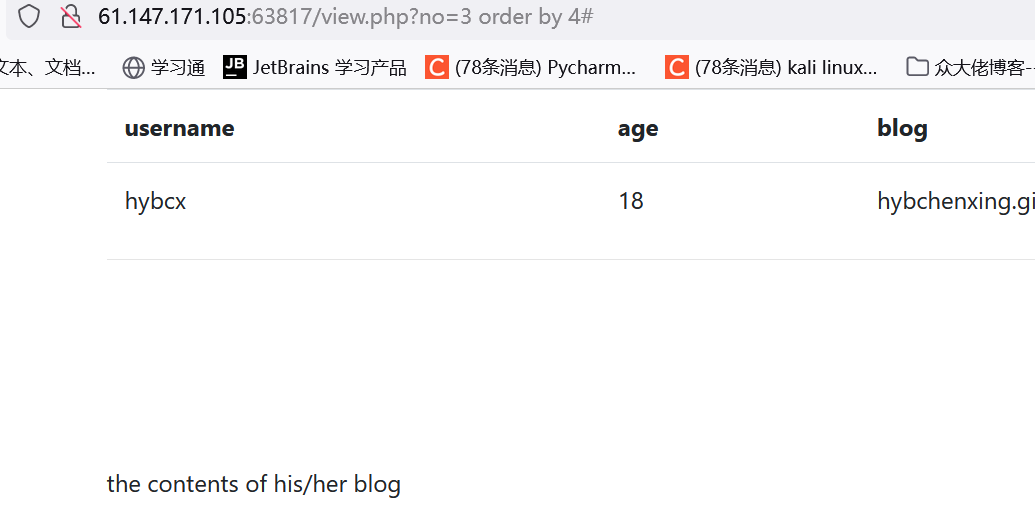 61.147.171.105:63817/view.php?no=3 order by 4#
文本、文档... 学习通 JB JetBrains 学习产品 C (78条消息) Pycharm... C (78条消息) kali linux... 众大佬博客-
username age blog
hybcx 18 hybchenxing.gi
the contents of his/her blog